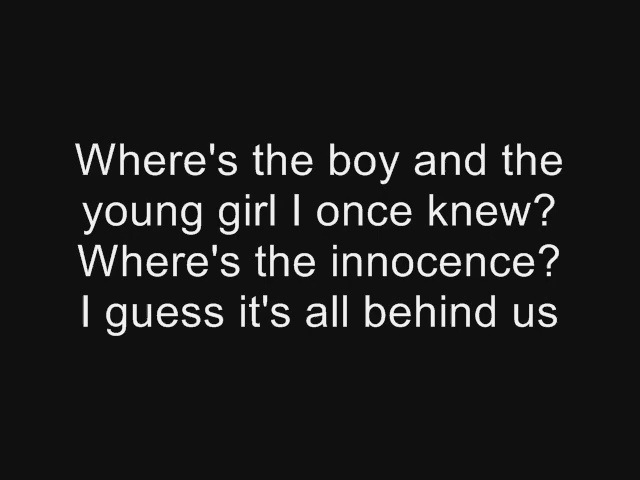 Where's the boy and the
young girl I once knew?
Where's the innocence?
I guess it's all behind us